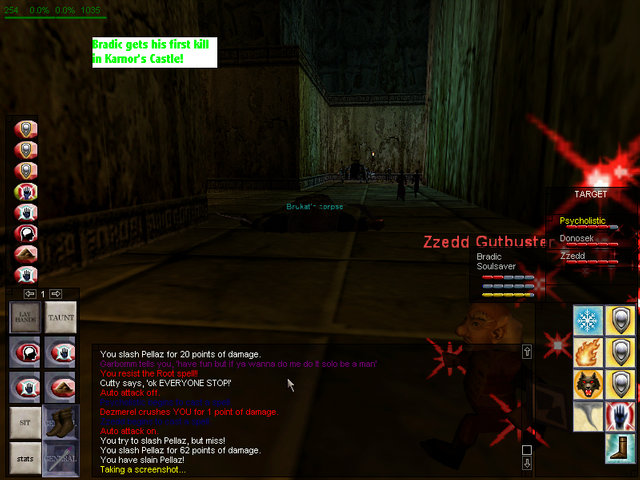 254 0.0% 0.0% 1035
Bradic gets his first kill
in Karnor's Castle!
Brukat's corpse
TARGET
Psycholistic
Donosek
Zzedd
Zzedd Gutbuster
Bradic
Soulsaver
1
LAY
HANDS
TAUNT
SIT
stats
GENERAL
You slash Pellaz for 20 points of damage.
Garbamm tells you, 'have fun but if ya wanna do me do it solo be a man'
You resist the Root spell!
Cutty says, 'ok EVERYONE STOP!'
Auto attack off.
Dezmerel crushes YOU for 1 point of damage.
Auto attack on.
You try to slash Pellaz, but miss!
You slash Pellaz for 62 points of damage.
You have slain Pellaz!
Taking a screenshot...